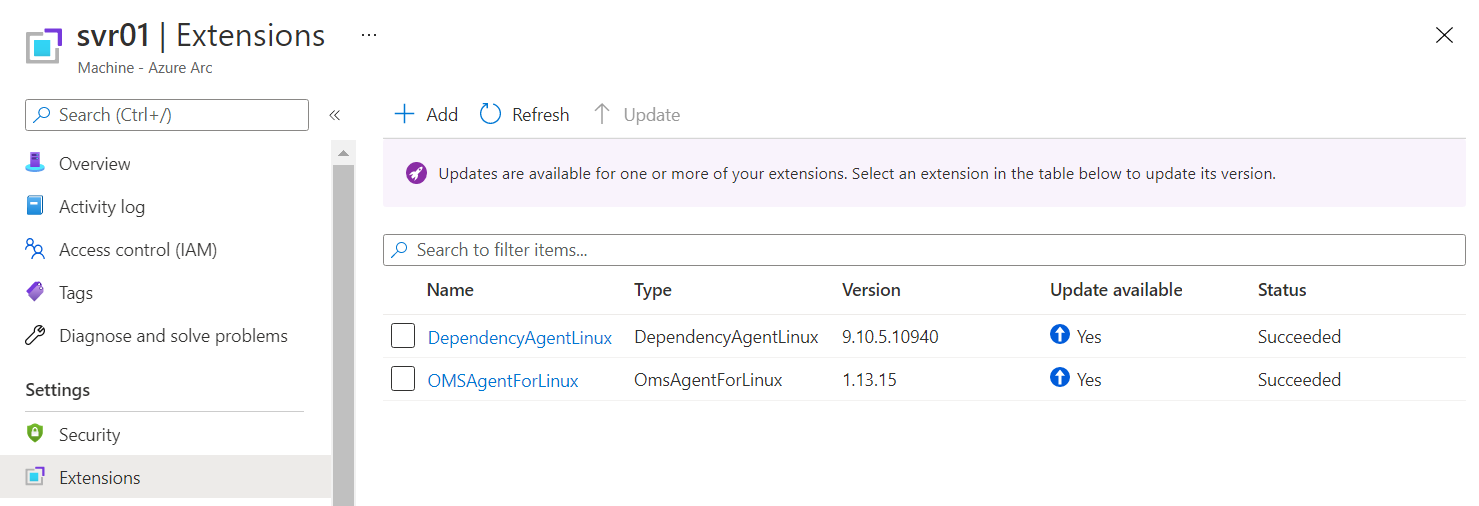 svr01 | Extensions ...
Machine - Azure Arc
Search (Ctrl+/)
«
Overview
Activity log
Access control (IAM)
Tags
Diagnose and solve problems
Settings
Security
Extensions
Add Refresh Update
Updates are available for one or more of your extensions. Select an extension in the table below to update its version.
Search to filter items...
Name Type Version Update available Status
DependencyAgentLinux DependencyAgentLinux 9.10.5.10940 Yes Succeeded
OMSAgentForLinux OmsAgentForLinux 1.13.15 Yes Succeeded